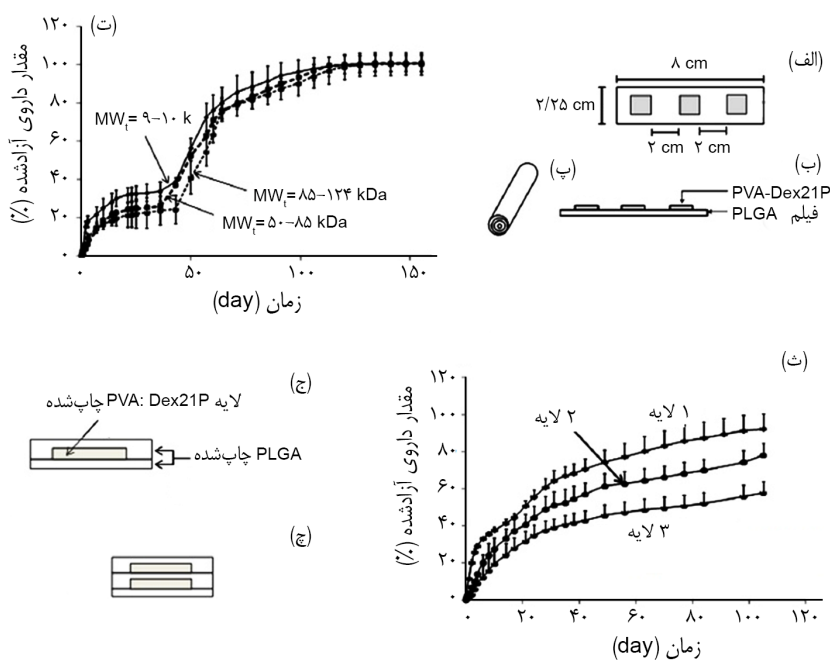 (الف)
۸ cm
۲/۲۵ cm
۲ cm
۲ cm
(ب)
PVA-Dex21P
PLGA فیلم
(پ)
(ت)
مقدار داروی آزادشده (%)
۱۲۰
۱۰۰
۸۰
۶۰
۴۰
۲۰
۰
۰
۵۰
۱۰۰
۱۵۰
MWt= ۹–۱۰ k
MWt= ۸۵–۱۲۴ kDa
MWt= ۵۰–۸۵ kDa
زمان (day)
(ث)
مقدار داروی آزادشده (%)
۱۲۰
۱۰۰
۸۰
۶۰
۴۰
۲۰
۰
۰
۲۰
۴۰
۶۰
۸۰
۱۰۰
۱۲۰
۱ لایه
۲ لایه
۳ لایه
زمان (day)
(ج)
لایه PVA: Dex21P چاپ‌شده
PLGA چاپ‌شده
(چ)